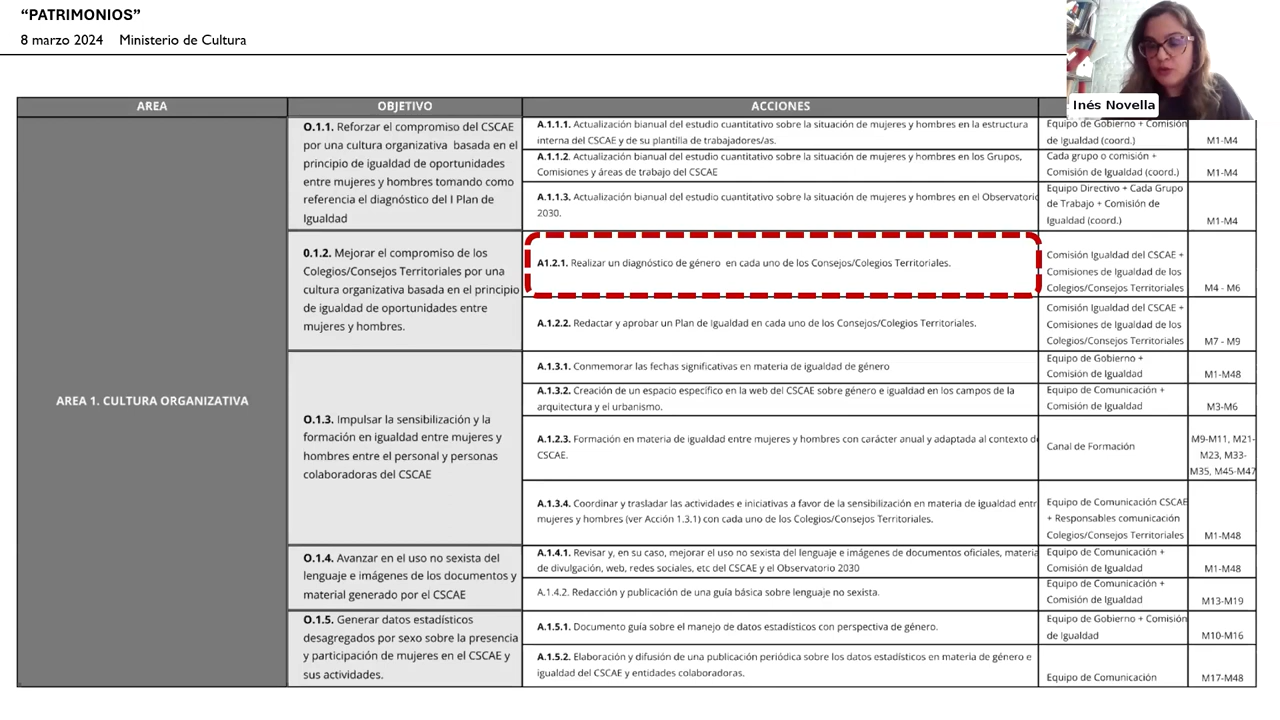 “PATRIMONIOS”
8 marzo 2024 Ministerio de Cultura
Inés Novella
AREA
OBJETIVO
ACCIONES
AREA 1. CULTURA ORGANIZATIVA
O.1.1. Reforzar el compromiso del CSCAE
por una cultura organizativa basada en el
principio de igualdad de oportunidades
entre mujeres y hombres tomando como
referencia el diagnóstico del I Plan de
Igualdad
A.1.1.1. Actualización bianual del estudio cuantitativo sobre la situación de mujeres y hombres en la estructura
interna del CSCAE y de su plantilla de trabajadores/as.
Equipo de Gobierno + Comisión
de Igualdad (coord.)
M1-M4
A.1.1.2. Actualización bianual del estudio cuantitativo sobre la situación de mujeres y hombres en los Grupos,
Comisiones y áreas de trabajo del CSCAE
Cada grupo o comisión +
Comisión de Igualdad (coord.)
M1-M4
A.1.1.3. Actualización bianual del estudio cuantitativo sobre la situación de mujeres y hombres en el Observatorio
2030.
Equipo Directivo + Cada Grupo
de Trabajo + Comisión de
Igualdad (coord.)
M1-M4
0.1.2. Mejorar el compromiso de los
Colegios/Consejos Territoriales por una
cultura organizativa basada en el principio
de igualdad de oportunidades entre
mujeres y hombres.
A1.2.1. Realizar un diagnóstico de género en cada uno de los Consejos/Colegios Territoriales.
Comisión Igualdad del CSCAE +
Comisiones de Igualdad de los
Colegios/Consejos Territoriales
M4 - M6
A.1.2.2. Redactar y aprobar un Plan de Igualdad en cada uno de los Consejos/Colegios Territoriales.
Comisión Igualdad del CSCAE +
Comisiones de Igualdad de los
Colegios/Consejos Territoriales
M7 - M9
O.1.3. Impulsar la sensibilización y la
formación en igualdad entre mujeres y
hombres entre el personal y personas
colaboradoras del CSCAE
A.1.3.1. Conmemorar las fechas significativas en materia de igualdad de género
Equipo de Gobierno +
Comisión de Igualdad
M1-M48
A.1.3.2. Creación de un espacio específico en la web del CSCAE sobre género e igualdad en los campos de la
arquitectura y el urbanismo.
Equipo de Comunicación +
Comisión de Igualdad
M3-M6
A.1.2.3. Formación en materia de igualdad entre mujeres y hombres con carácter anual y adaptada al contexto de
CSCAE.
Canal de Formación
M9-M11, M21-
M23, M33-
M35, M45-M47
A.1.3.4. Coordinar y trasladar las actividades e iniciativas a favor de la sensibilización en materia de igualdad entr
mujeres y hombres (ver Acción 1.3.1) con cada uno de los Colegios/Consejos Territoriales.
Equipo de Comunicación CSCAE
+ Responsables comunicación
Colegios/Consejos Territoriales
M1-M48
O.1.4. Avanzar en el uso no sexista del
lenguaje e imágenes de los documentos y
material generado por el CSCAE
A.1.4.1. Revisar y, en su caso, mejorar el uso no sexista del lenguaje e imágenes de documentos oficiales, materia
de divulgación, web, redes sociales, etc del CSCAE y el Observatorio 2030
Equipo de Comunicación +
Comisión de Igualdad
M1-M48
A.1.4.2. Redacción y publicación de una guía básica sobre lenguaje no sexista.
Equipo de Comunicación +
Comisión de Igualdad
M13-M19
O.1.5. Generar datos estadísticos
desagregados por sexo sobre la presencia
y participación de mujeres en el CSCAE y
sus actividades.
A.1.5.1. Documento guía sobre el manejo de datos estadísticos con perspectiva de género.
Equipo de Gobierno + Comisión
de Igualdad
M10-M16
A.1.5.2. Elaboración y difusión de una publicación periódica sobre los datos estadísticos en materia de género e
igualdad del CSCAE y entidades colaboradoras.
Equipo de Comunicación
M17-M48